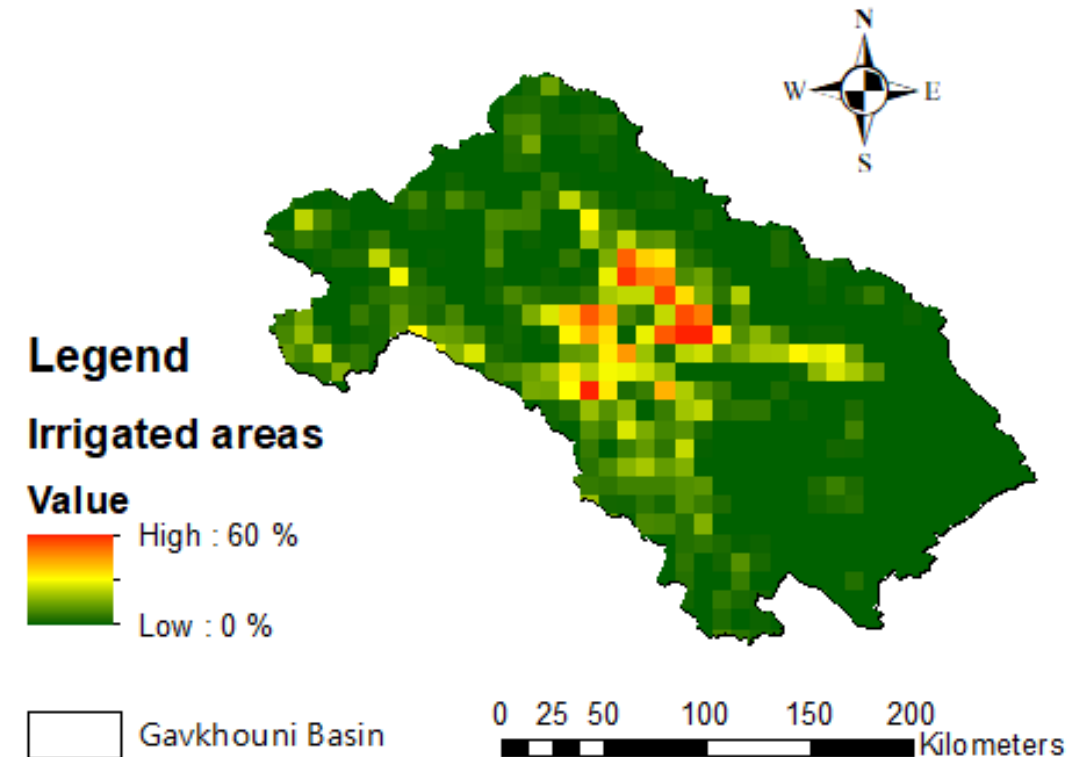 N
W E
S
Legend
Irrigated areas
Value
High : 60 %
Low : 0 %
Gavkhouni Basin
0 25 50 100 150 200
Kilometers